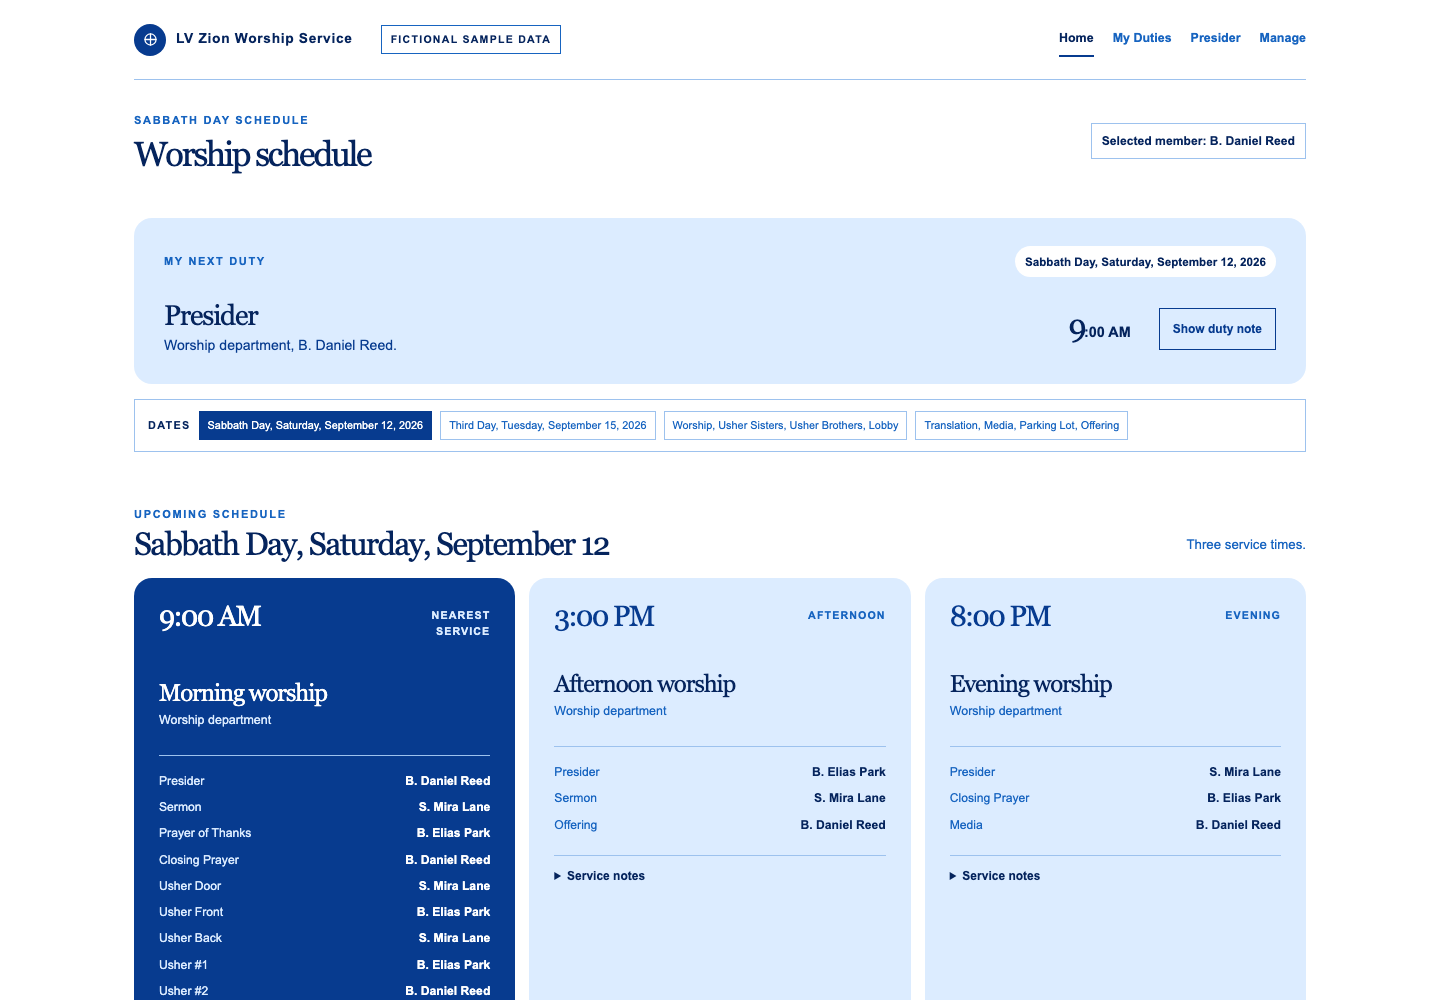 LV Zion Worship Service
FICTIONAL SAMPLE DATA
Home
My Duties
Presider
Manage
SABBATH DAY SCHEDULE
Worship schedule
Selected member: B. Daniel Reed
MY NEXT DUTY
Sabbath Day, Saturday, September 12, 2026
Presider
Worship department, B. Daniel Reed.
9:00 AM
Show duty note
DATES
Sabbath Day, Saturday, September 12, 2026
Third Day, Tuesday, September 15, 2026
Worship, Usher Sisters, Usher Brothers, Lobby
Translation, Media, Parking Lot, Offering
UPCOMING SCHEDULE
Sabbath Day, Saturday, September 12
Three service times.
9:00 AM
NEAREST
SERVICE
Morning worship
Worship department
Presider B. Daniel Reed
Sermon S. Mira Lane
Prayer of Thanks B. Elias Park
Closing Prayer B. Daniel Reed
Usher Door S. Mira Lane
Usher Front B. Elias Park
Usher Back S. Mira Lane
Usher #1 B. Elias Park
Usher #2 B. Daniel Reed
3:00 PM
AFTERNOON
Afternoon worship
Worship department
Presider B. Elias Park
Sermon S. Mira Lane
Offering B. Daniel Reed
Service notes
8:00 PM
EVENING
Evening worship
Worship department
Presider S. Mira Lane
Closing Prayer B. Elias Park
Media B. Daniel Reed
Service notes